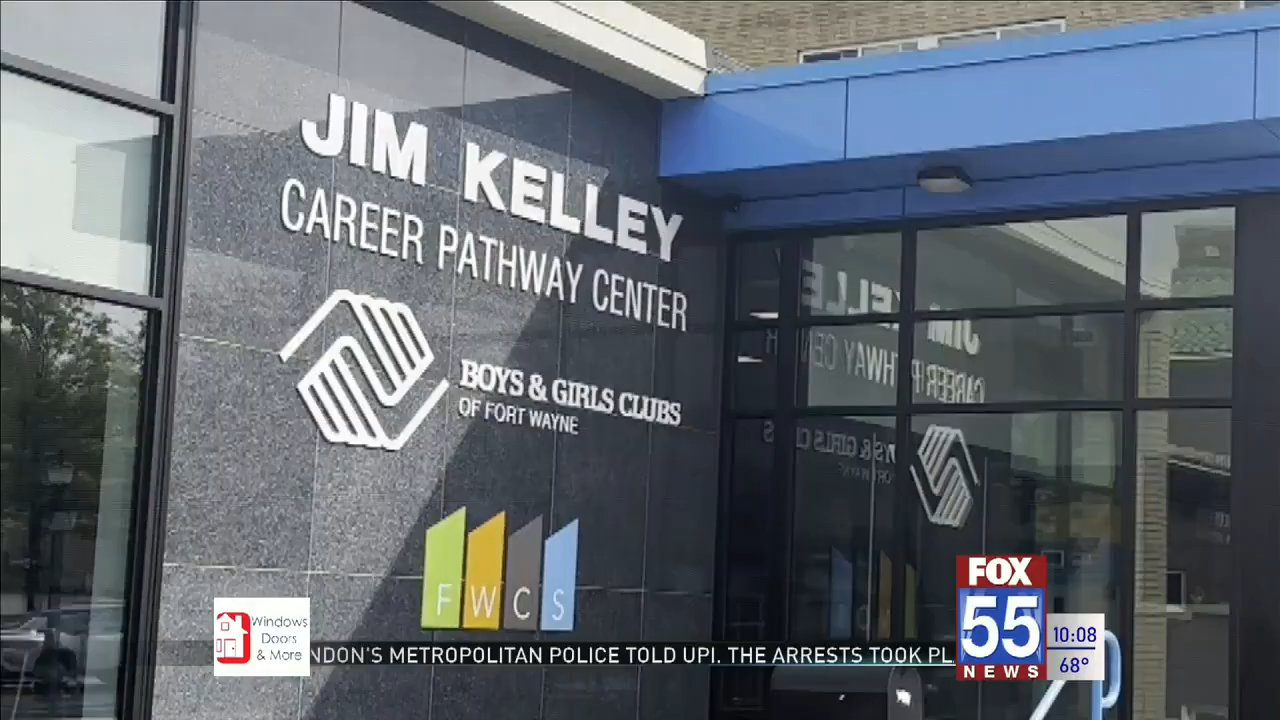 JIM KELLEY
CAREER PATHWAY CENTER
BOYS & GIRLS CLUBS
OF FORT WAYNE
FWCS
Windows
Doors
& More
NDON'S METROPOLITAN POLICE TOLD UPI. THE ARRESTS TOOK PL
FOX
55
NEWS
10:08
68°